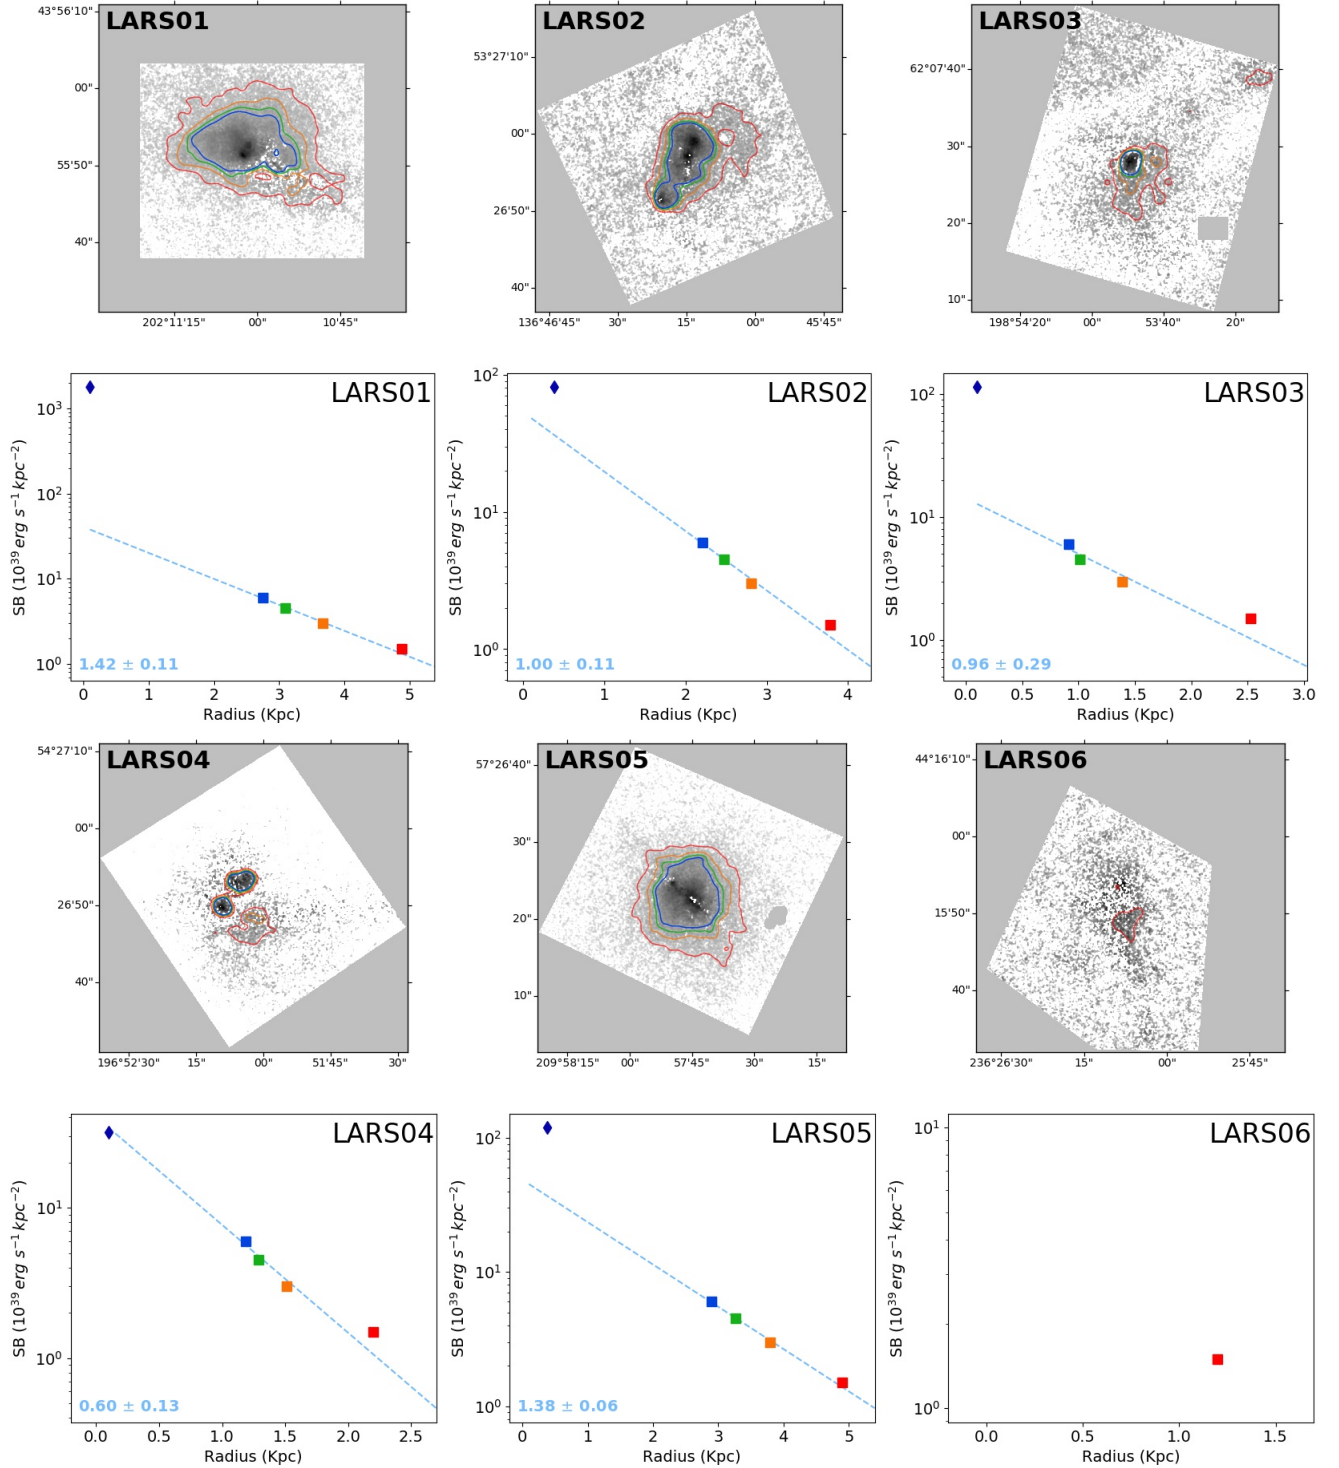 LARS01
LARS02
LARS03
43°56'10"
00"
55'50"
40"
202°11'15"
00"
10'45"
53°27'10"
00"
26'50"
40"
136°46'45"
30"
15"
00"
45'45"
62°07'40"
30"
20"
10"
198°54'20"
00"
53'40"
20"
LARS01
SB (10³⁹ erg s⁻¹ kpc⁻²)
10³
10²
10¹
10⁰
1.42 ± 0.11
0 1 2 3 4 5
Radius (Kpc)
LARS02
SB (10³⁹ erg s⁻¹ kpc⁻²)
10²
10¹
10⁰
1.00 ± 0.11
0 1 2 3 4
Radius (Kpc)
LARS03
SB (10³⁹ erg s⁻¹ kpc⁻²)
10²
10¹
10⁰
0.96 ± 0.29
0.0 0.5 1.0 1.5 2.0 2.5 3.0
Radius (Kpc)
LARS04
LARS05
LARS06
54°27'10"
00"
26'50"
40"
196°52'30"
15"
00"
51'45"
30"
57°26'40"
30"
20"
10"
209°58'15"
00"
57'45"
30"
15"
44°16'10"
00"
15'50"
40"
236°26'30"
15"
00"
25'45"
LARS04
SB (10³⁹ erg s⁻¹ kpc⁻²)
10¹
10⁰
0.60 ± 0.13
0.0 0.5 1.0 1.5 2.0 2.5
Radius (Kpc)
LARS05
SB (10³⁹ erg s⁻¹ kpc⁻²)
10²
10¹
10⁰
1.38 ± 0.06
0 1 2 3 4 5
Radius (Kpc)
LARS06
SB (10³⁹ erg s⁻¹ kpc⁻²)
10¹
10⁰
0.0 0.5 1.0 1.5
Radius (Kpc)